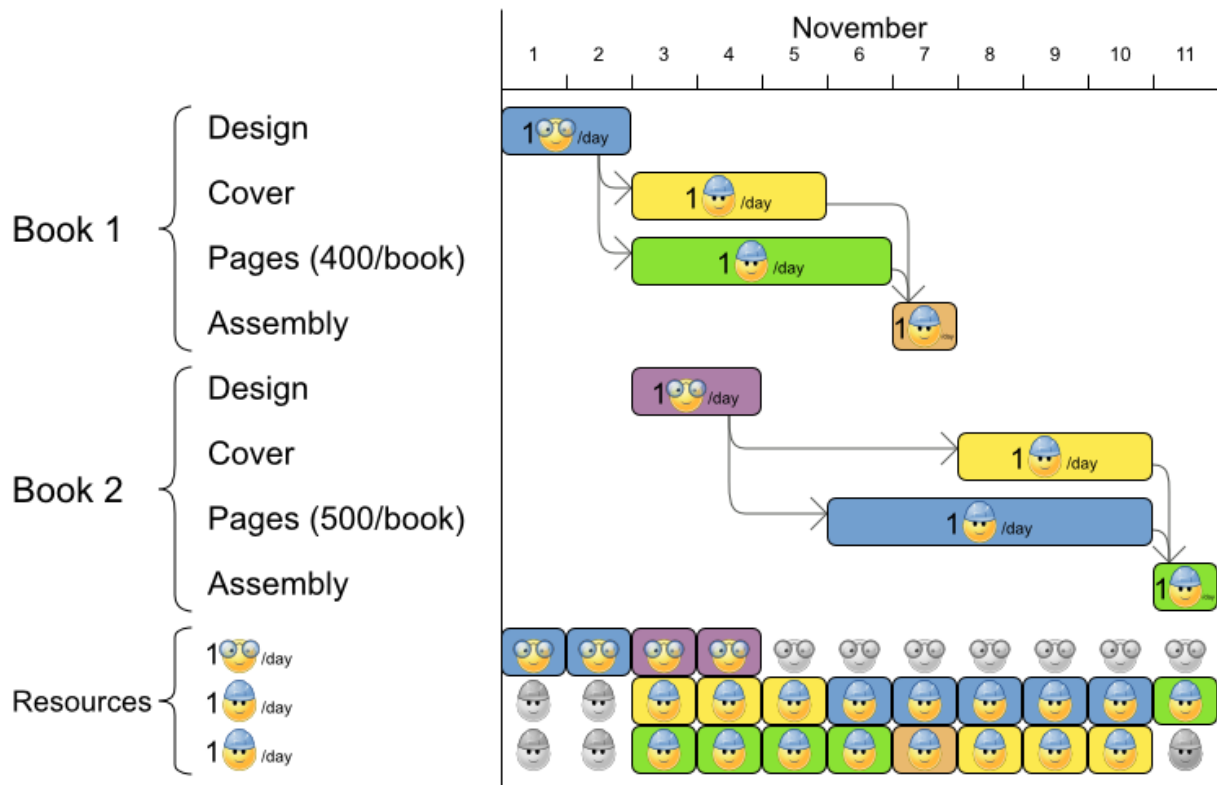 November
1 2 3 4 5 6 7 8 9 10 11
Book 1
Design
1 /day
Cover
1 /day
Pages (400/book)
1 /day
Assembly
1 /day
Book 2
Design
1 /day
Cover
1 /day
Pages (500/book)
1 /day
Assembly
1 /day
Resources
1 /day
1 /day
1 /day